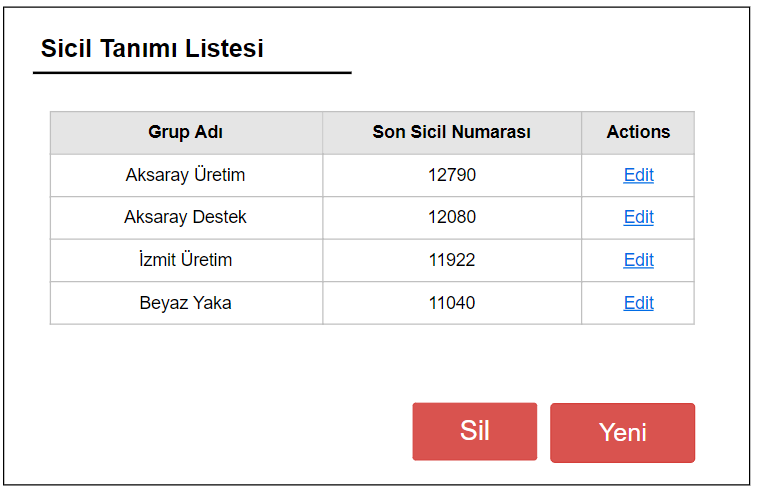 Sicil Tanımı Listesi
Grup Adı Son Sicil Numarası Actions
Aksaray Üretim 12790 Edit
Aksaray Destek 12080 Edit
İzmit Üretim 11922 Edit
Beyaz Yaka 11040 Edit
Sil Yeni